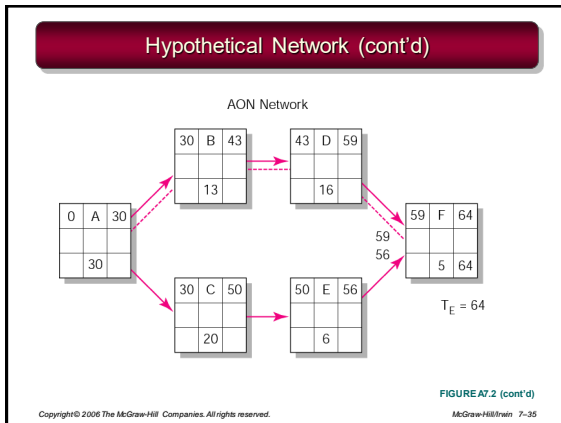 Hypothetical Network (cont'd)
AON Network
30 B 43
13
43 D 59
16
0 A 30
30
59 F 64
5 64
59
56
30 C 50
20
50 E 56
6
T_E = 64
FIGURE A7.2 (cont'd)
Copyright © 2006 The McGraw-Hill Companies. All rights reserved.
McGraw-Hill/Irwin 7–35